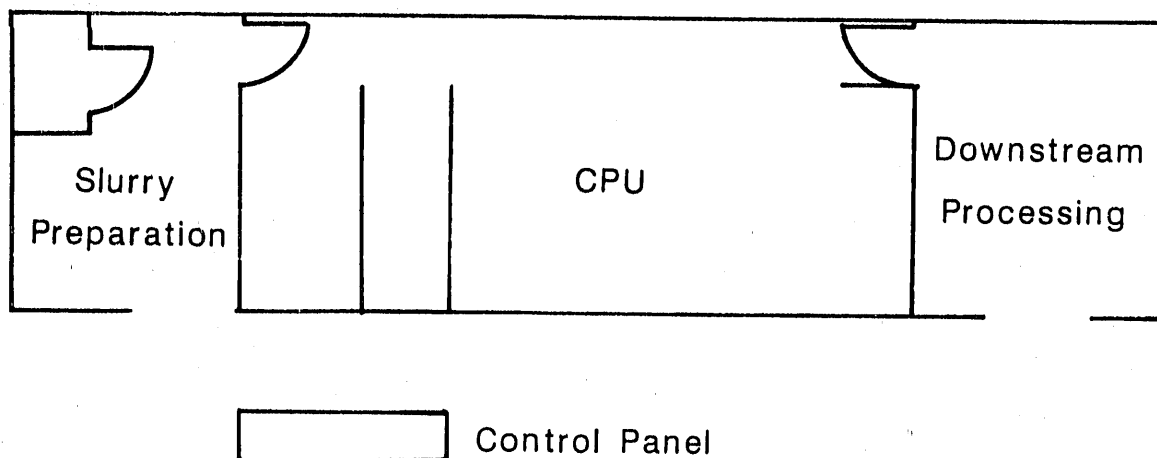 Slurry
Preparation
CPU
Downstream
Processing
Control Panel